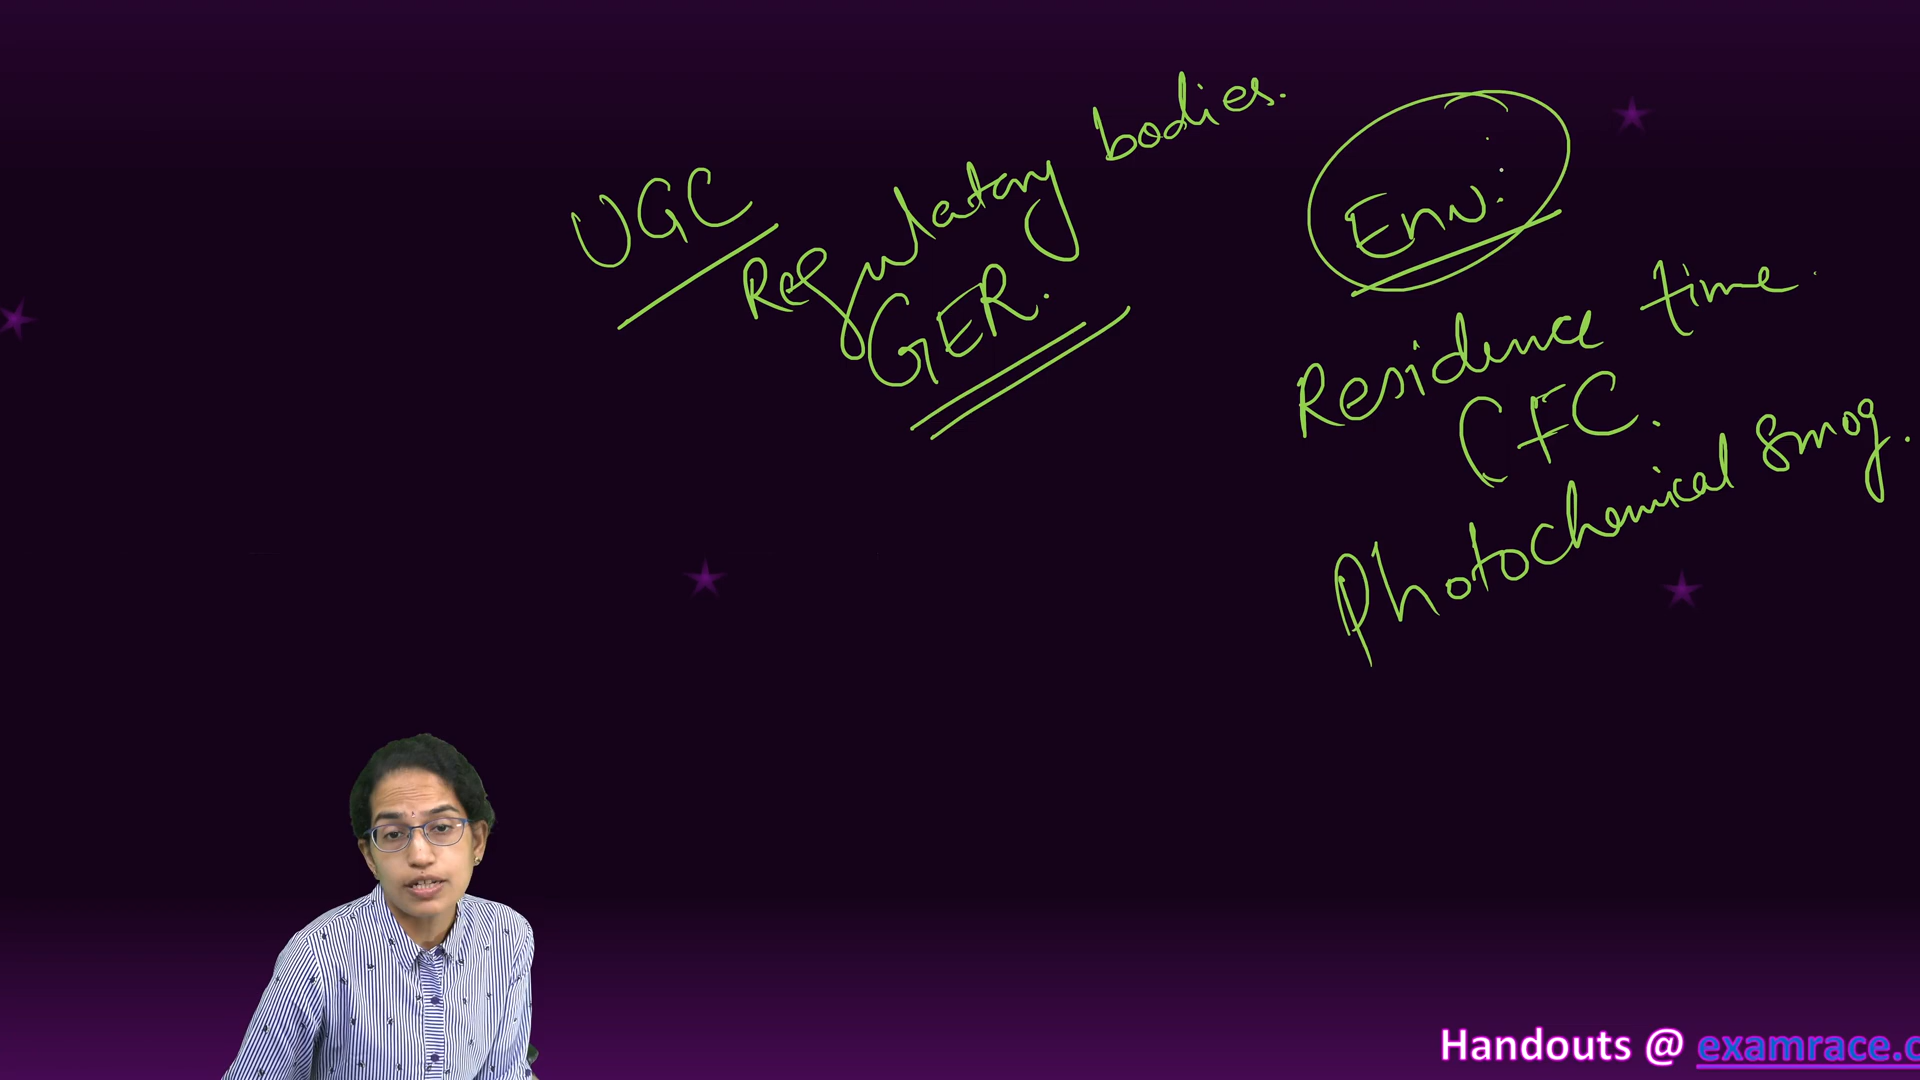 UGC
Regulatory bodies.
GER.
Env:
Residence time.
CFC.
Photochemical smog.
Handouts @ examrace.c